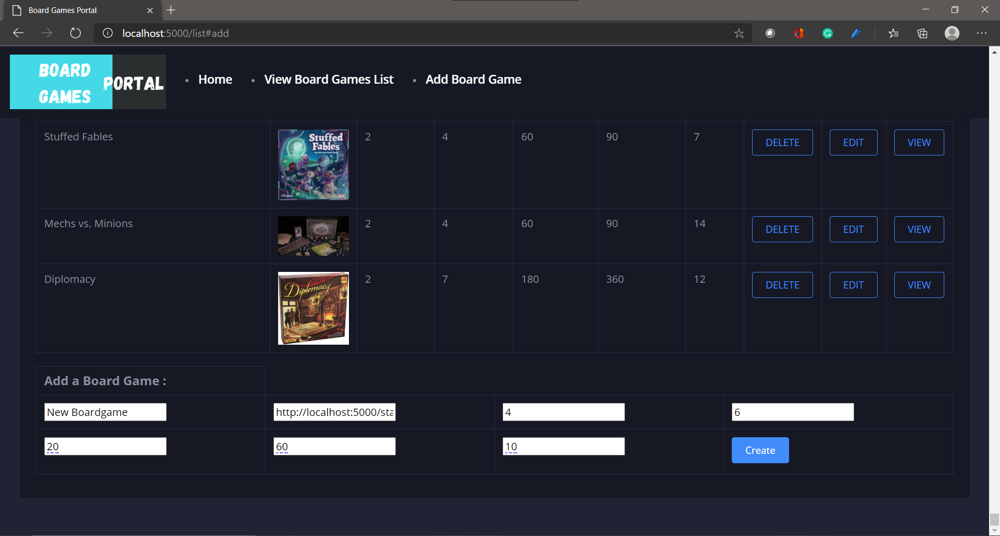 Board Games Portal
localhost:5000/list#add
BOARD GAMES PORTAL
Home
View Board Games List
Add Board Game
Stuffed Fables
Stuffed Fables
2 4 60 90 7 DELETE EDIT VIEW
Mechs vs. Minions 2 4 60 90 14 DELETE EDIT VIEW
Diplomacy
Diplomacy
2 7 180 360 12 DELETE EDIT VIEW
Add a Board Game :
New Boardgame http://localhost:5000/sta 4 6
20 60 10 Create